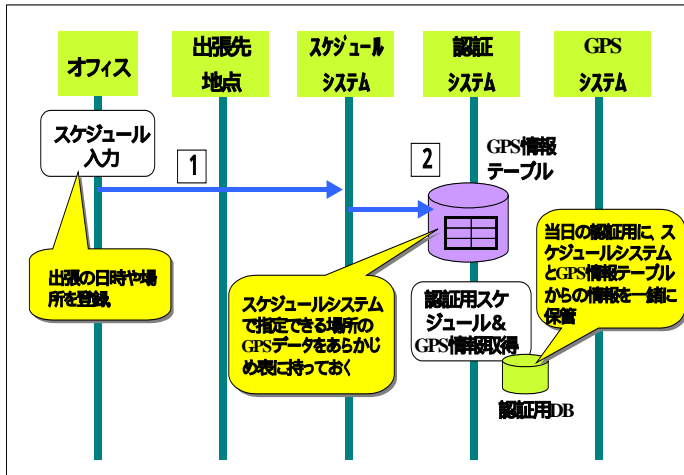 オフィス
出張先
地点
スケジュール
システム
認証
システム
GPS
システム
スケジュール
入力
1
2
GPS情報
テーブル
出張の日時や場
所を登録、
スケジュールシステム
で指定できる場所の
GPSデータをあらかじ
め表に持っておく
当日の認証用に、ス
ケジュールシステム
とGPS情報テーブル
からの情報を一緒に
保管
認証用スケ
ジュール＆
GPS情報取得
認証用DB